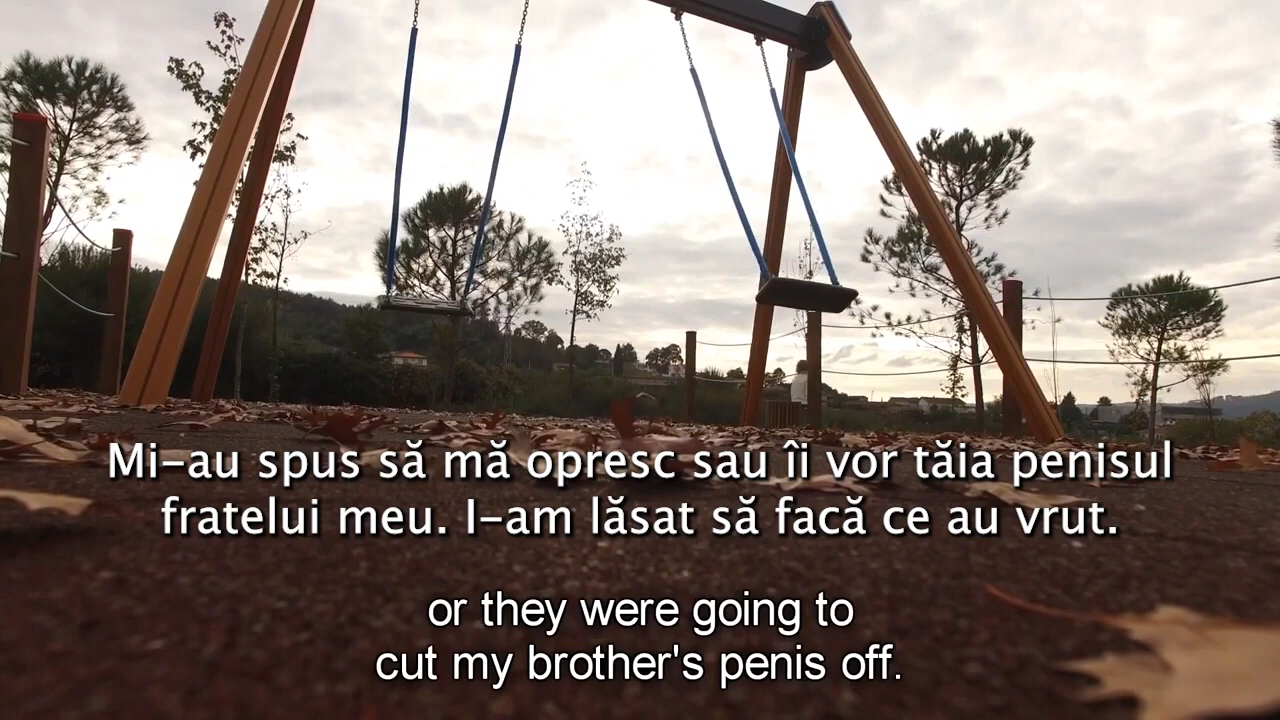 Mi-au spus să mă opresc sau îi vor tăia penisul
fratelui meu. I-am lăsat să facă ce au vrut.
or they were going to
cut my brother's penis off.